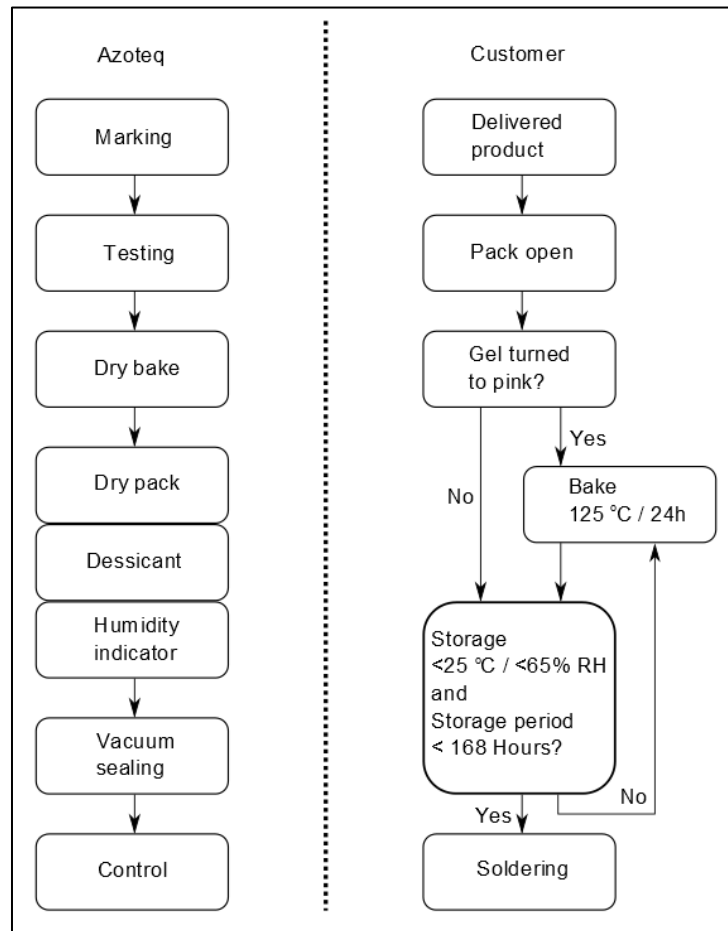 Azoteq
Marking
Testing
Dry bake
Dry pack
Dessicant
Humidity
indicator
Vacuum
sealing
Control
Customer
Delivered
product
Pack open
Gel turned
to pink?
Yes
No
Bake
125 °C / 24h
Storage
<25 °C / <65% RH
and
Storage period
< 168 Hours?
No
Yes
Soldering